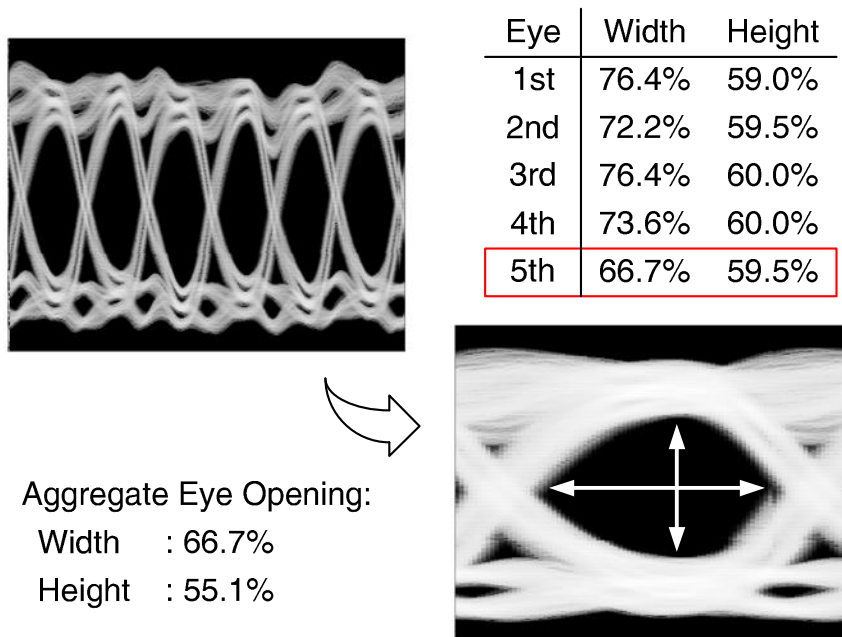 Eye Width Height
1st 76.4% 59.0%
2nd 72.2% 59.5%
3rd 76.4% 60.0%
4th 73.6% 60.0%
5th 66.7% 59.5%
Aggregate Eye Opening:
Width : 66.7%
Height : 55.1%